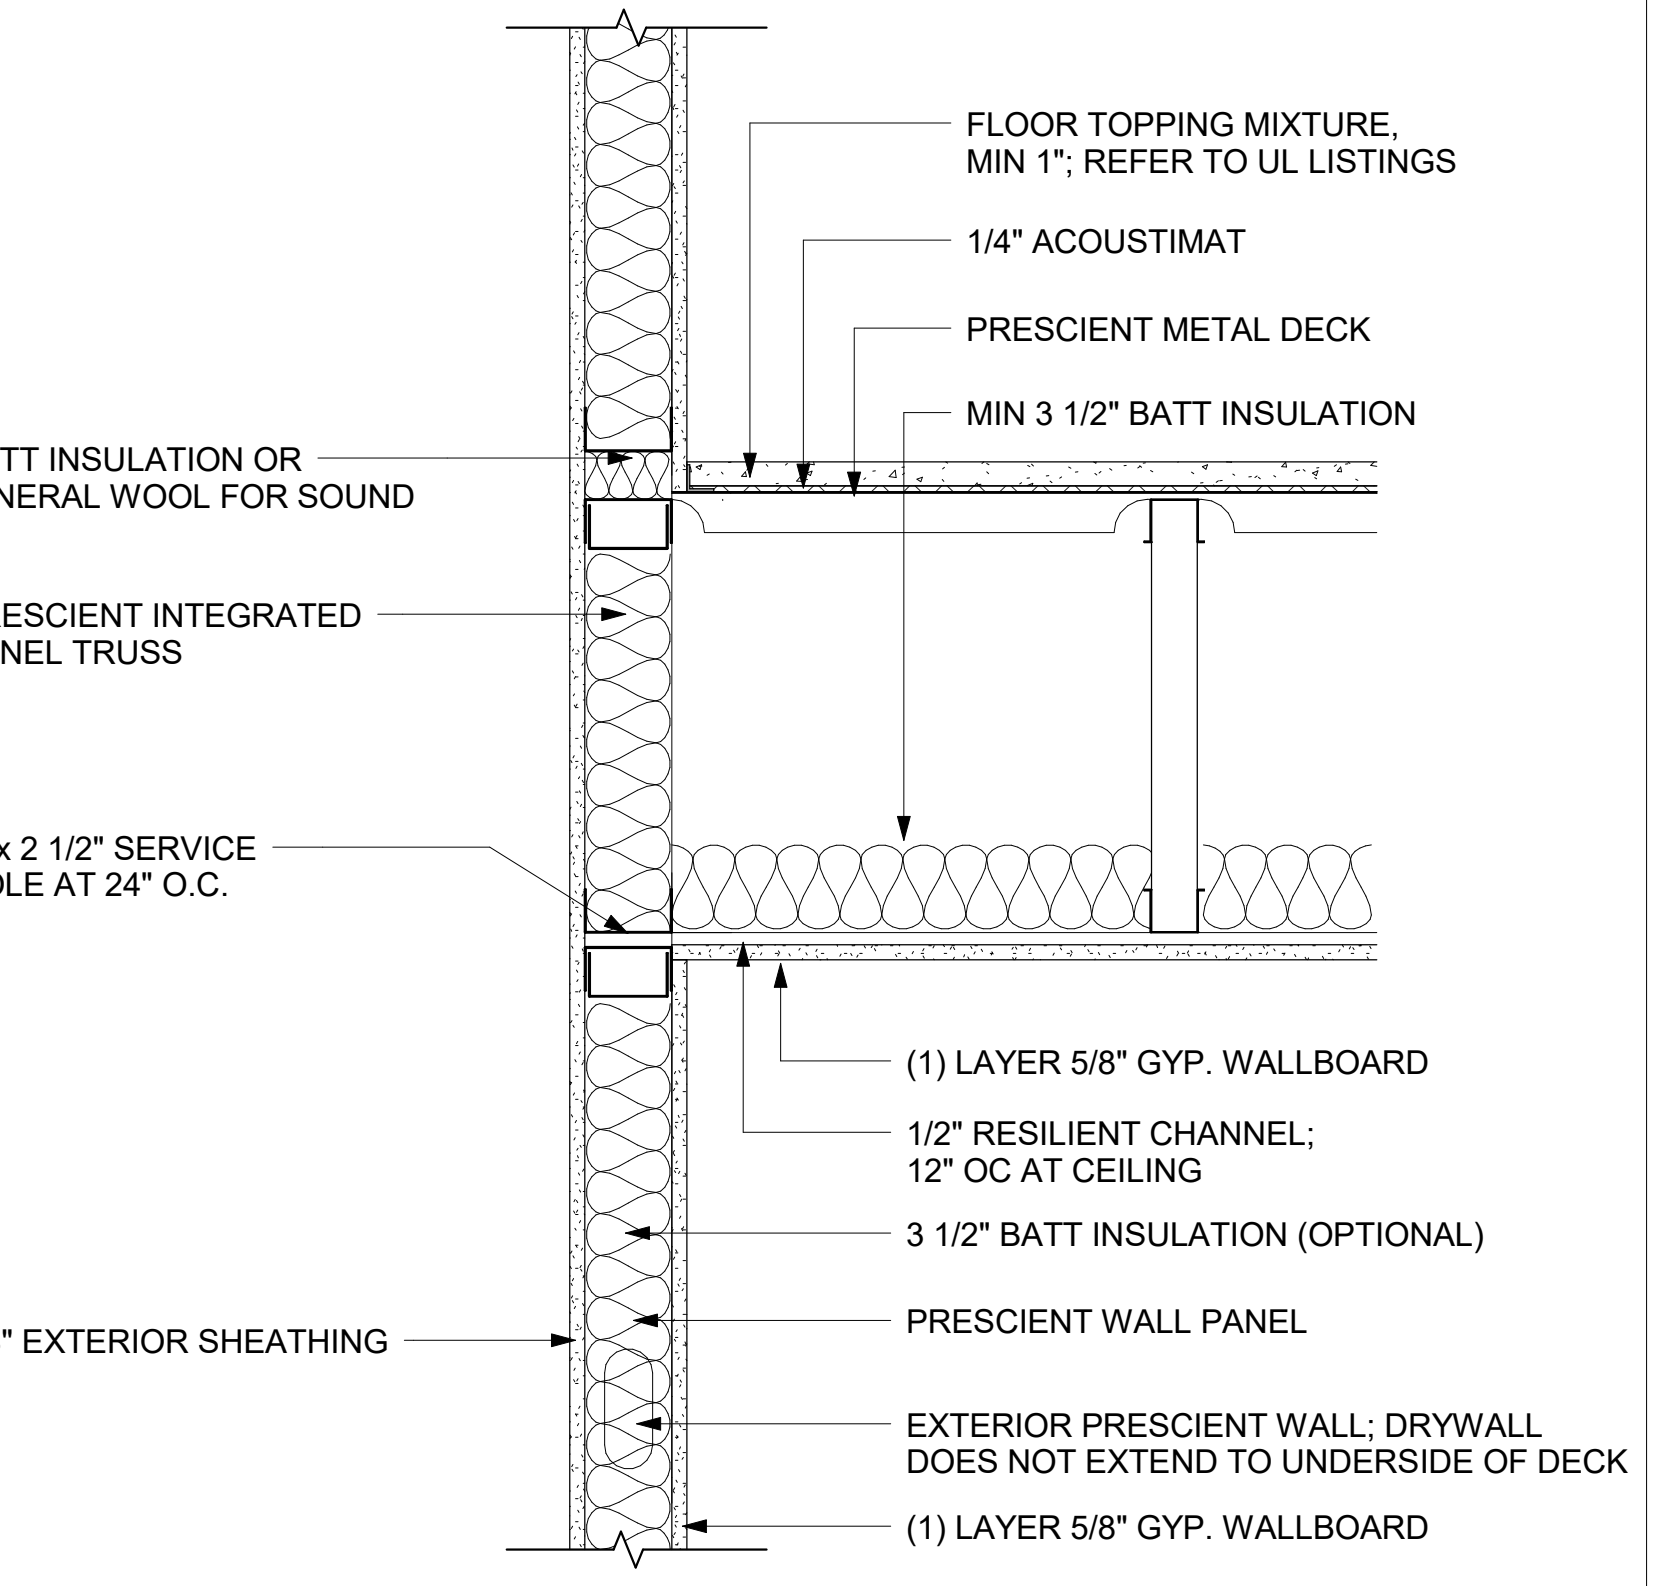 FLOOR TOPPING MIXTURE,
MIN 1"; REFER TO UL LISTINGS
1/4" ACOUSTIMAT
PRESCIENT METAL DECK
MIN 3 1/2" BATT INSULATION
TT INSULATION OR
NERAL WOOL FOR SOUND
ESCIENT INTEGRATED
NEL TRUSS
x 2 1/2" SERVICE
OLE AT 24" O.C.
(1) LAYER 5/8" GYP. WALLBOARD
1/2" RESILIENT CHANNEL;
12" OC AT CEILING
3 1/2" BATT INSULATION (OPTIONAL)
PRESCIENT WALL PANEL
" EXTERIOR SHEATHING
EXTERIOR PRESCIENT WALL; DRYWALL
DOES NOT EXTEND TO UNDERSIDE OF DECK
(1) LAYER 5/8" GYP. WALLBOARD